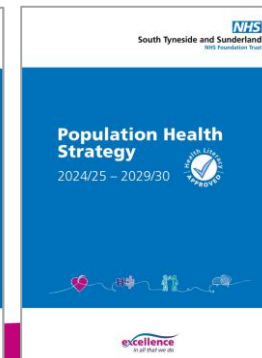 NHS
South Tyneside and Sunderland
NHS Foundation Trust
Population Health
Strategy
2024/25 – 2029/30
Health Literacy
APPROVED
excellence
in all that we do